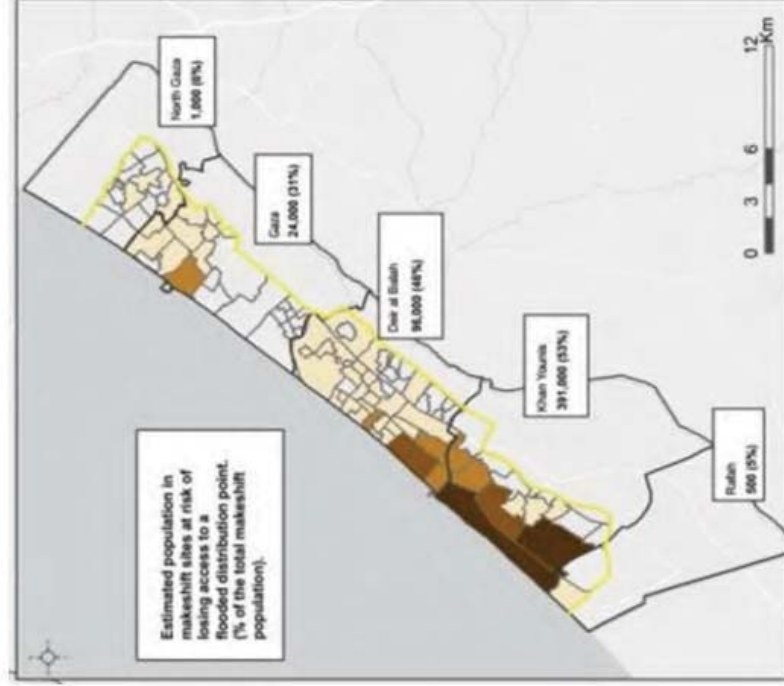 Estimated population in
makeshift sites at risk of
losing access to a
flooded distribution point.
(% of the total makeshift
population).
North Gaza
1,000 (6%)
Gaza
24,000 (31%)
Deir al Balah
96,000 (46%)
Khan Younis
391,000 (53%)
Rafah
500 (5%)
0 3 6 12
Km